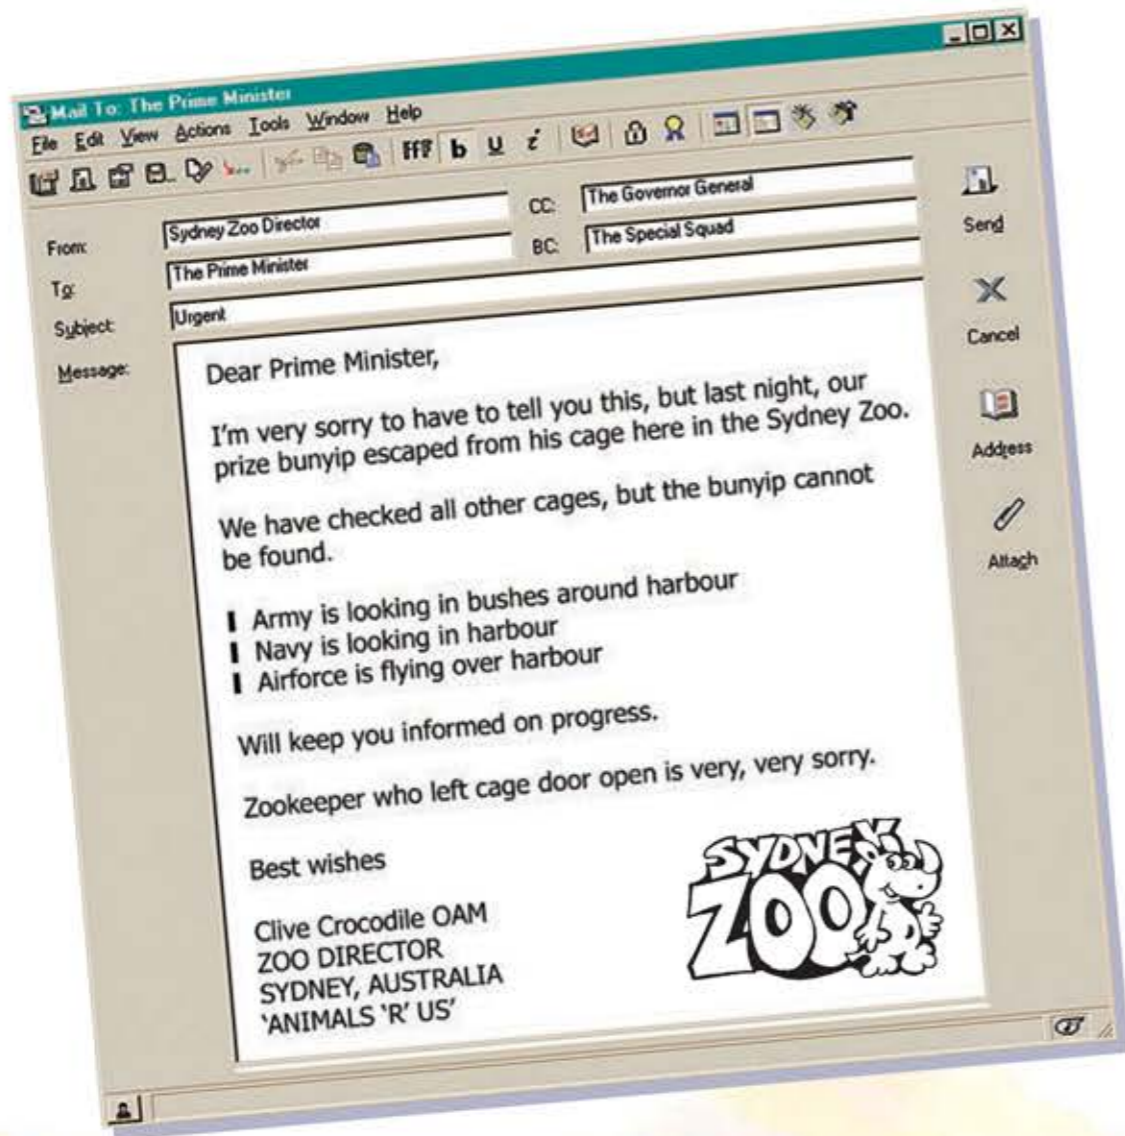 Mail To: The Prime Minister
File Edit View Actions Tools Window Help
b u i
From: Sydney Zoo Director
CC: The Governor General
To: The Prime Minister
BC: The Special Squad
Subject: Urgent
Message:
Send
Cancel
Address
Attach
Dear Prime Minister,
I'm very sorry to have to tell you this, but last night, our
prize bunyip escaped from his cage here in the Sydney Zoo.
We have checked all other cages, but the bunyip cannot
be found.
Army is looking in bushes around harbour
Navy is looking in harbour
Airforce is flying over harbour
Will keep you informed on progress.
Zookeeper who left cage door open is very, very sorry.
Best wishes
Clive Crocodile OAM
ZOO DIRECTOR
SYDNEY, AUSTRALIA
‘ANIMALS ‘R’ US’
SYDNEY
ZOO